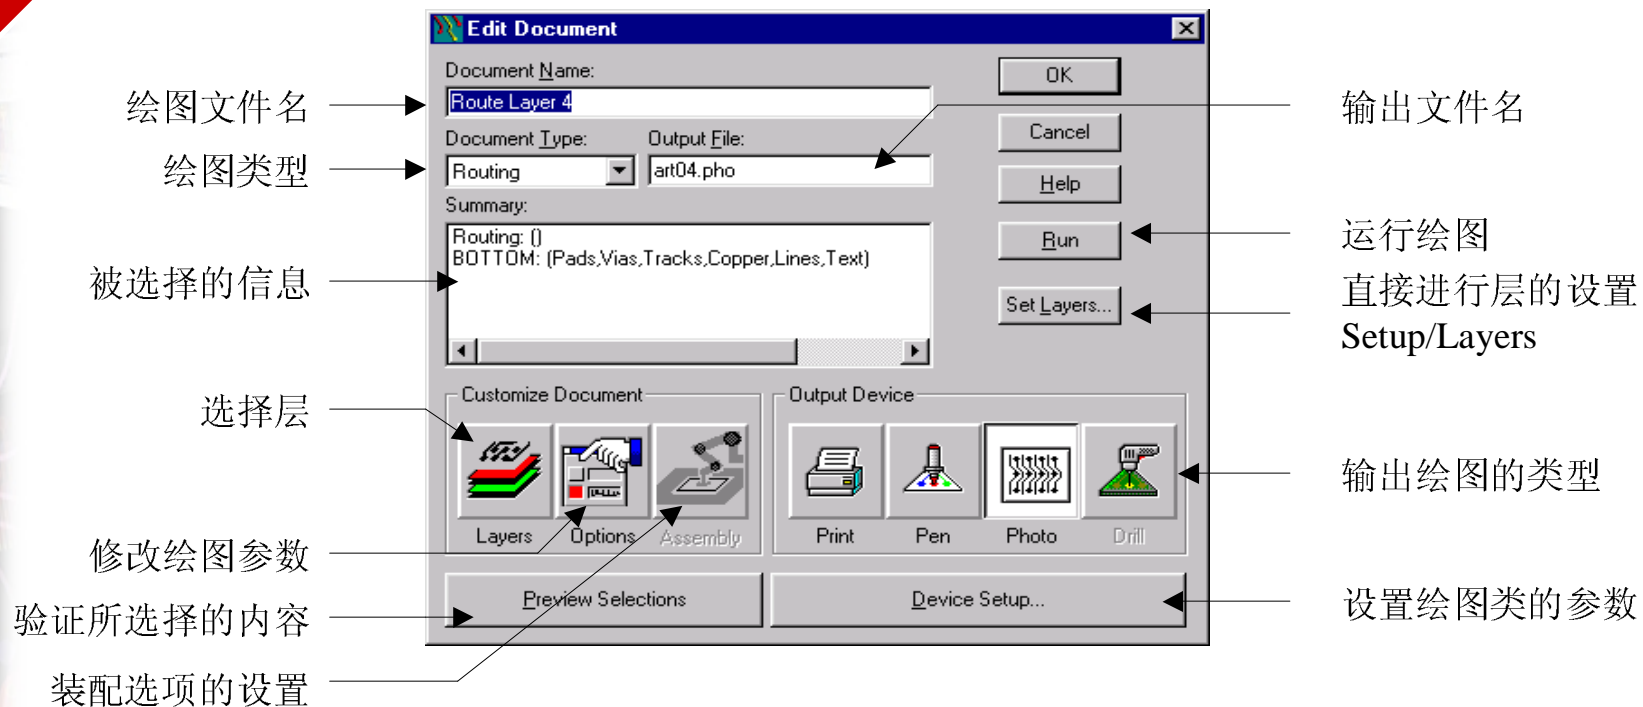 Edit Document
Document Name:
Route Layer 4
Document Type:
Output File:
Routing
art04.pho
Summary:
Routing: ()
BOTTOM: (Pads,Vias,Tracks,Copper,Lines,Text)
OK
Cancel
Help
Run
Set Layers...
Customize Document
Layers
Options
Assembly
Output Device
Print
Pen
Photo
Drill
Preview Selections
Device Setup...
绘图文件名
绘图类型
被选择的信息
选择层
修改绘图参数
验证所选择的内容
装配选项的设置
输出文件名
运行绘图
直接进行层的设置
Setup/Layers
输出绘图的类型
设置绘图类的参数